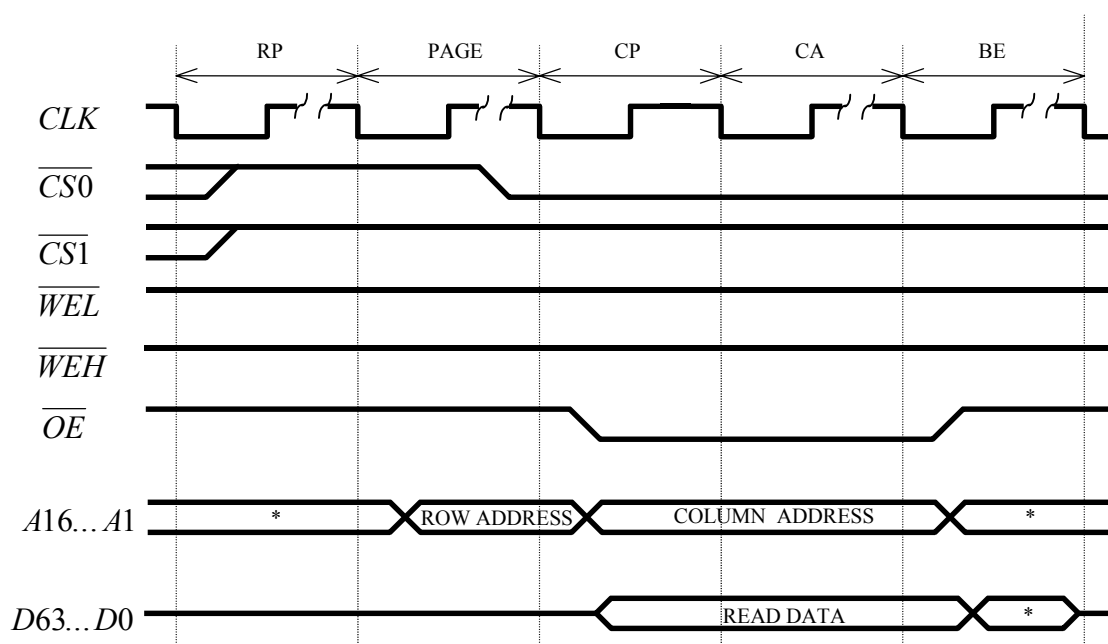 RP PAGE CP CA BE
CLK
CS0
CS1
WEL
WEH
OE
A16...A1 * ROW ADDRESS COLUMN ADDRESS *
D63...D0 READ DATA *